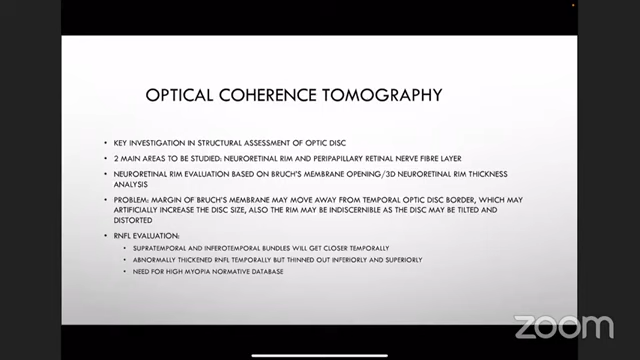 OPTICAL COHERENCE TOMOGRAPHY
• KEY INVESTIGATION IN STRUCTURAL ASSESSMENT OF OPTIC DISC
• 2 MAIN AREAS TO BE STUDIED: NEURORETINAL RIM AND PERIPAPILLARY RETINAL NERVE FIBRE LAYER
• NEURORETINAL RIM EVALUATION BASED ON BRUCH'S MEMBRANE OPENING/3D NEURORETINAL RIM THICKNESS
ANALYSIS
• PROBLEM: MARGIN OF BRUCH'S MEMBRANE MAY MOVE AWAY FROM TEMPORAL OPTIC DISC BORDER, WHICH MAY
ARTIFICIALLY INCREASE THE DISC SIZE, ALSO THE RIM MAY BE INDISCERNIBLE AS THE DISC MAY BE TILTED AND
DISTORTED
• RNFL EVALUATION:
• SUPRATEMPORAL AND INFEROTEMPORAL BUNDLES WILL GET CLOSER TEMPORALLY
• ABNORMALLY THICKENED RNFL TEMPORALLY BUT THINNED OUT INFERIORLY AND SUPERIORLY
• NEED FOR HIGH MYOPIA NORMATIVE DATABASE
zoom